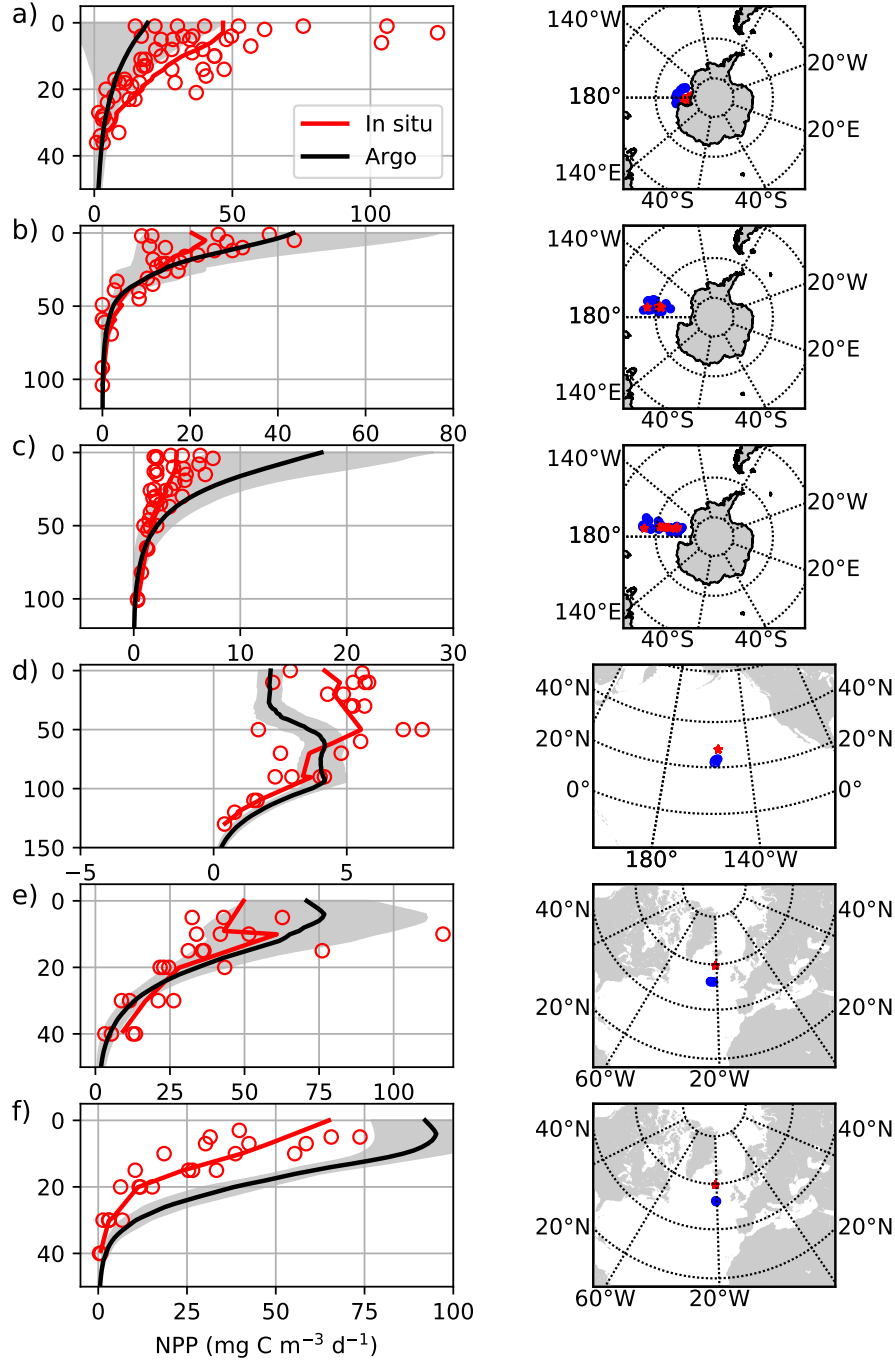 a)
0
20
40
0
50
100
In situ
Argo
140°W
180°
140°E
20°W
20°E
40°S
40°S
b)
0
50
100
0
20
40
60
80
140°W
180°
140°E
20°W
20°E
40°S
40°S
c)
0
50
100
0
10
20
30
140°W
180°
140°E
20°W
20°E
40°S
40°S
d)
0
50
100
150
−5
0
5
40°N
20°N
0°
40°N
20°N
0°
180°
140°W
e)
0
20
40
0
25
50
75
100
40°N
20°N
40°N
20°N
60°W
20°W
f)
0
20
40
0
25
50
75
100
NPP (mg C m⁻³ d⁻¹)
40°N
20°N
40°N
20°N
60°W
20°W